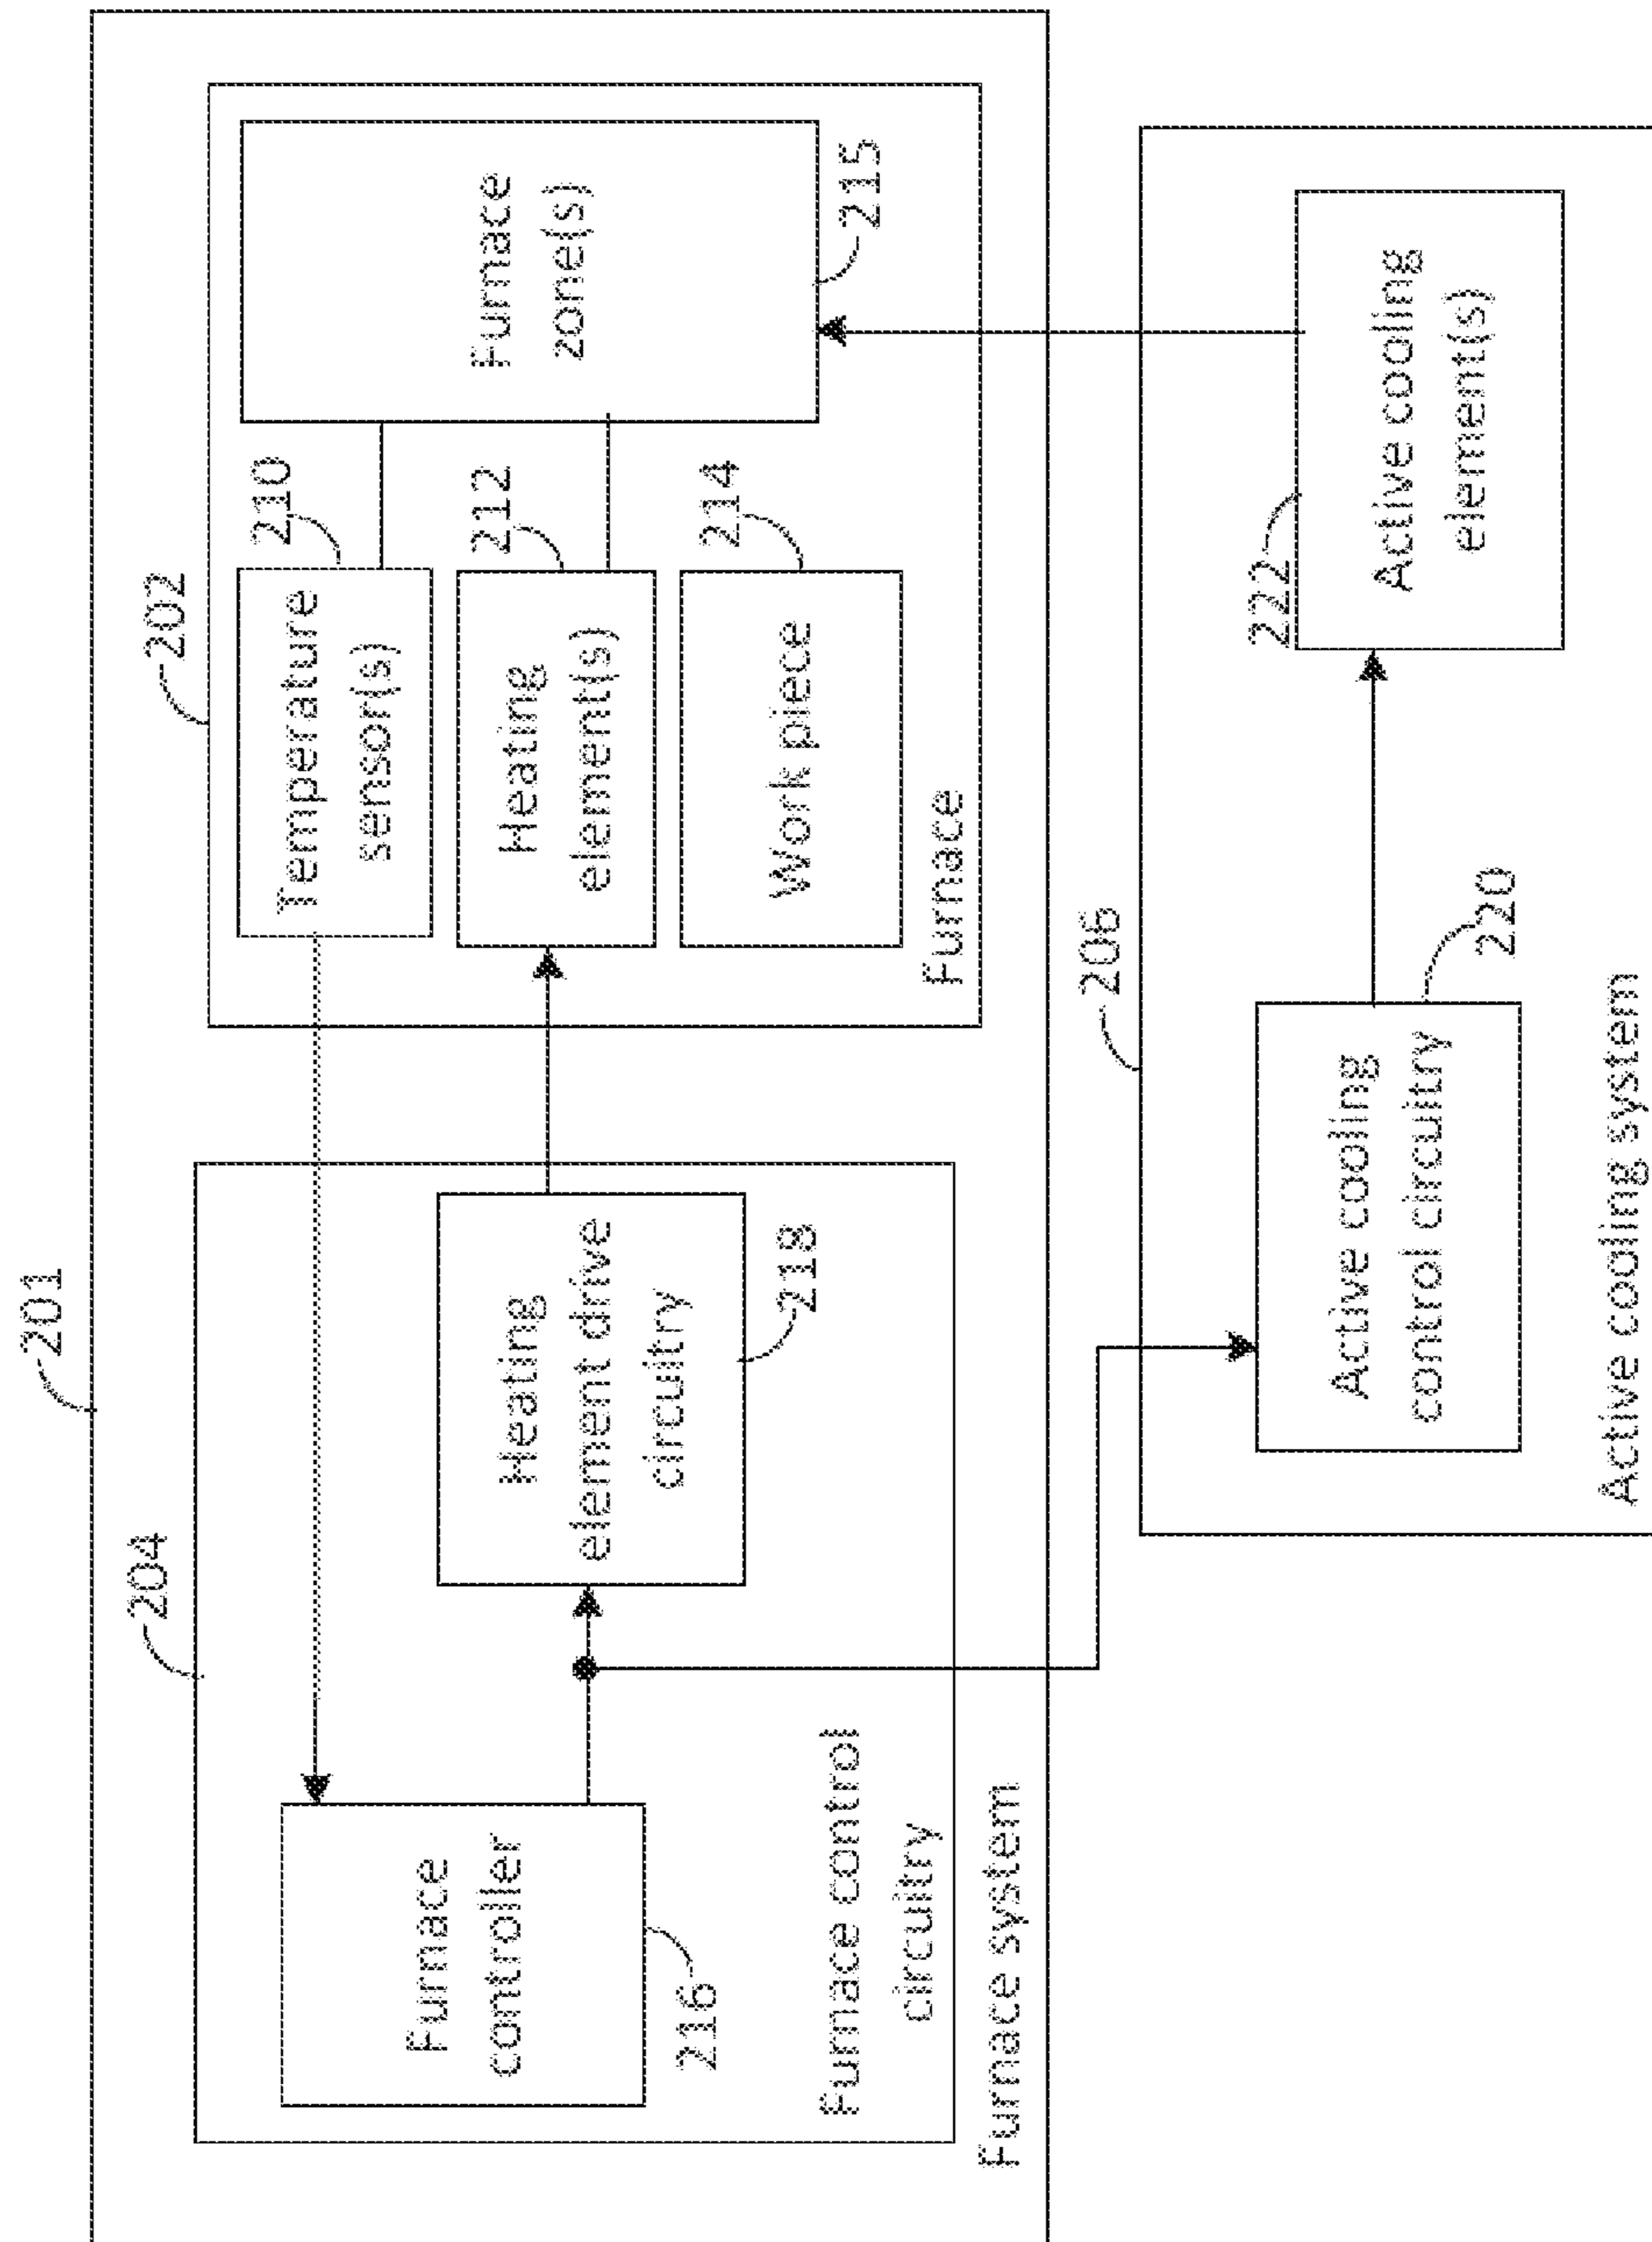 201
204
202
Furnace
controller
216
Heating
element drive
circuitry
218
Furnace control
circuitry
Furnace system
Temperature
sensor(s)
210
Heating
element(s)
212
Work piece
214
Furnace
zone(s)
215
Furnace
206
Active cooling
control circuitry
220
Active cooling
element(s)
222
Active cooling system